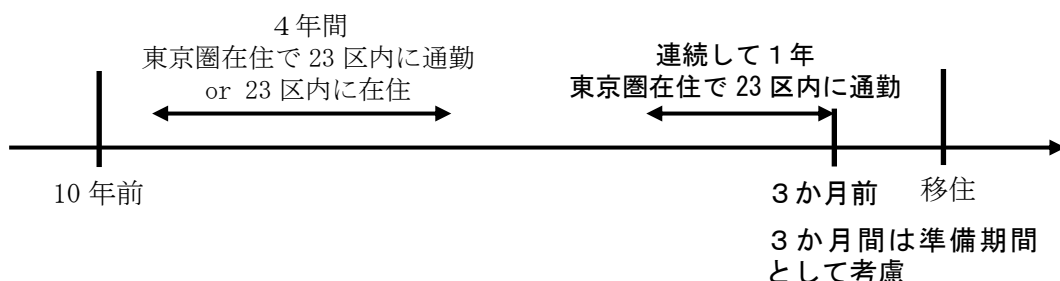 ４年間
東京圏在住で 23 区内に通勤
or 23 区内に在住
連続して１年
東京圏在住で 23 区内に通勤
10 年前
３か月前
移住
３か月間は準備期間
として考慮